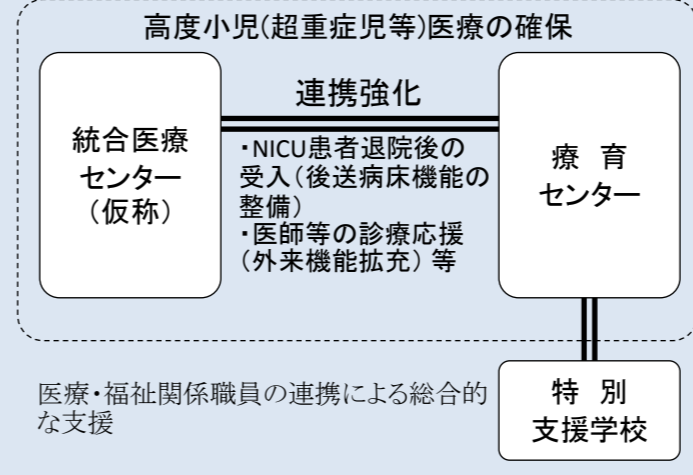 高度小児(超重症児等)医療の確保
統合医療
センター
（仮称）
連携強化
・NICU患者退院後の
受入（後送病床機能の
整備）
・医師等の診療応援
（外来機能拡充）等
療　育
センター
医療・福祉関係職員の連携による総合的
な支援
特　別
支援学校